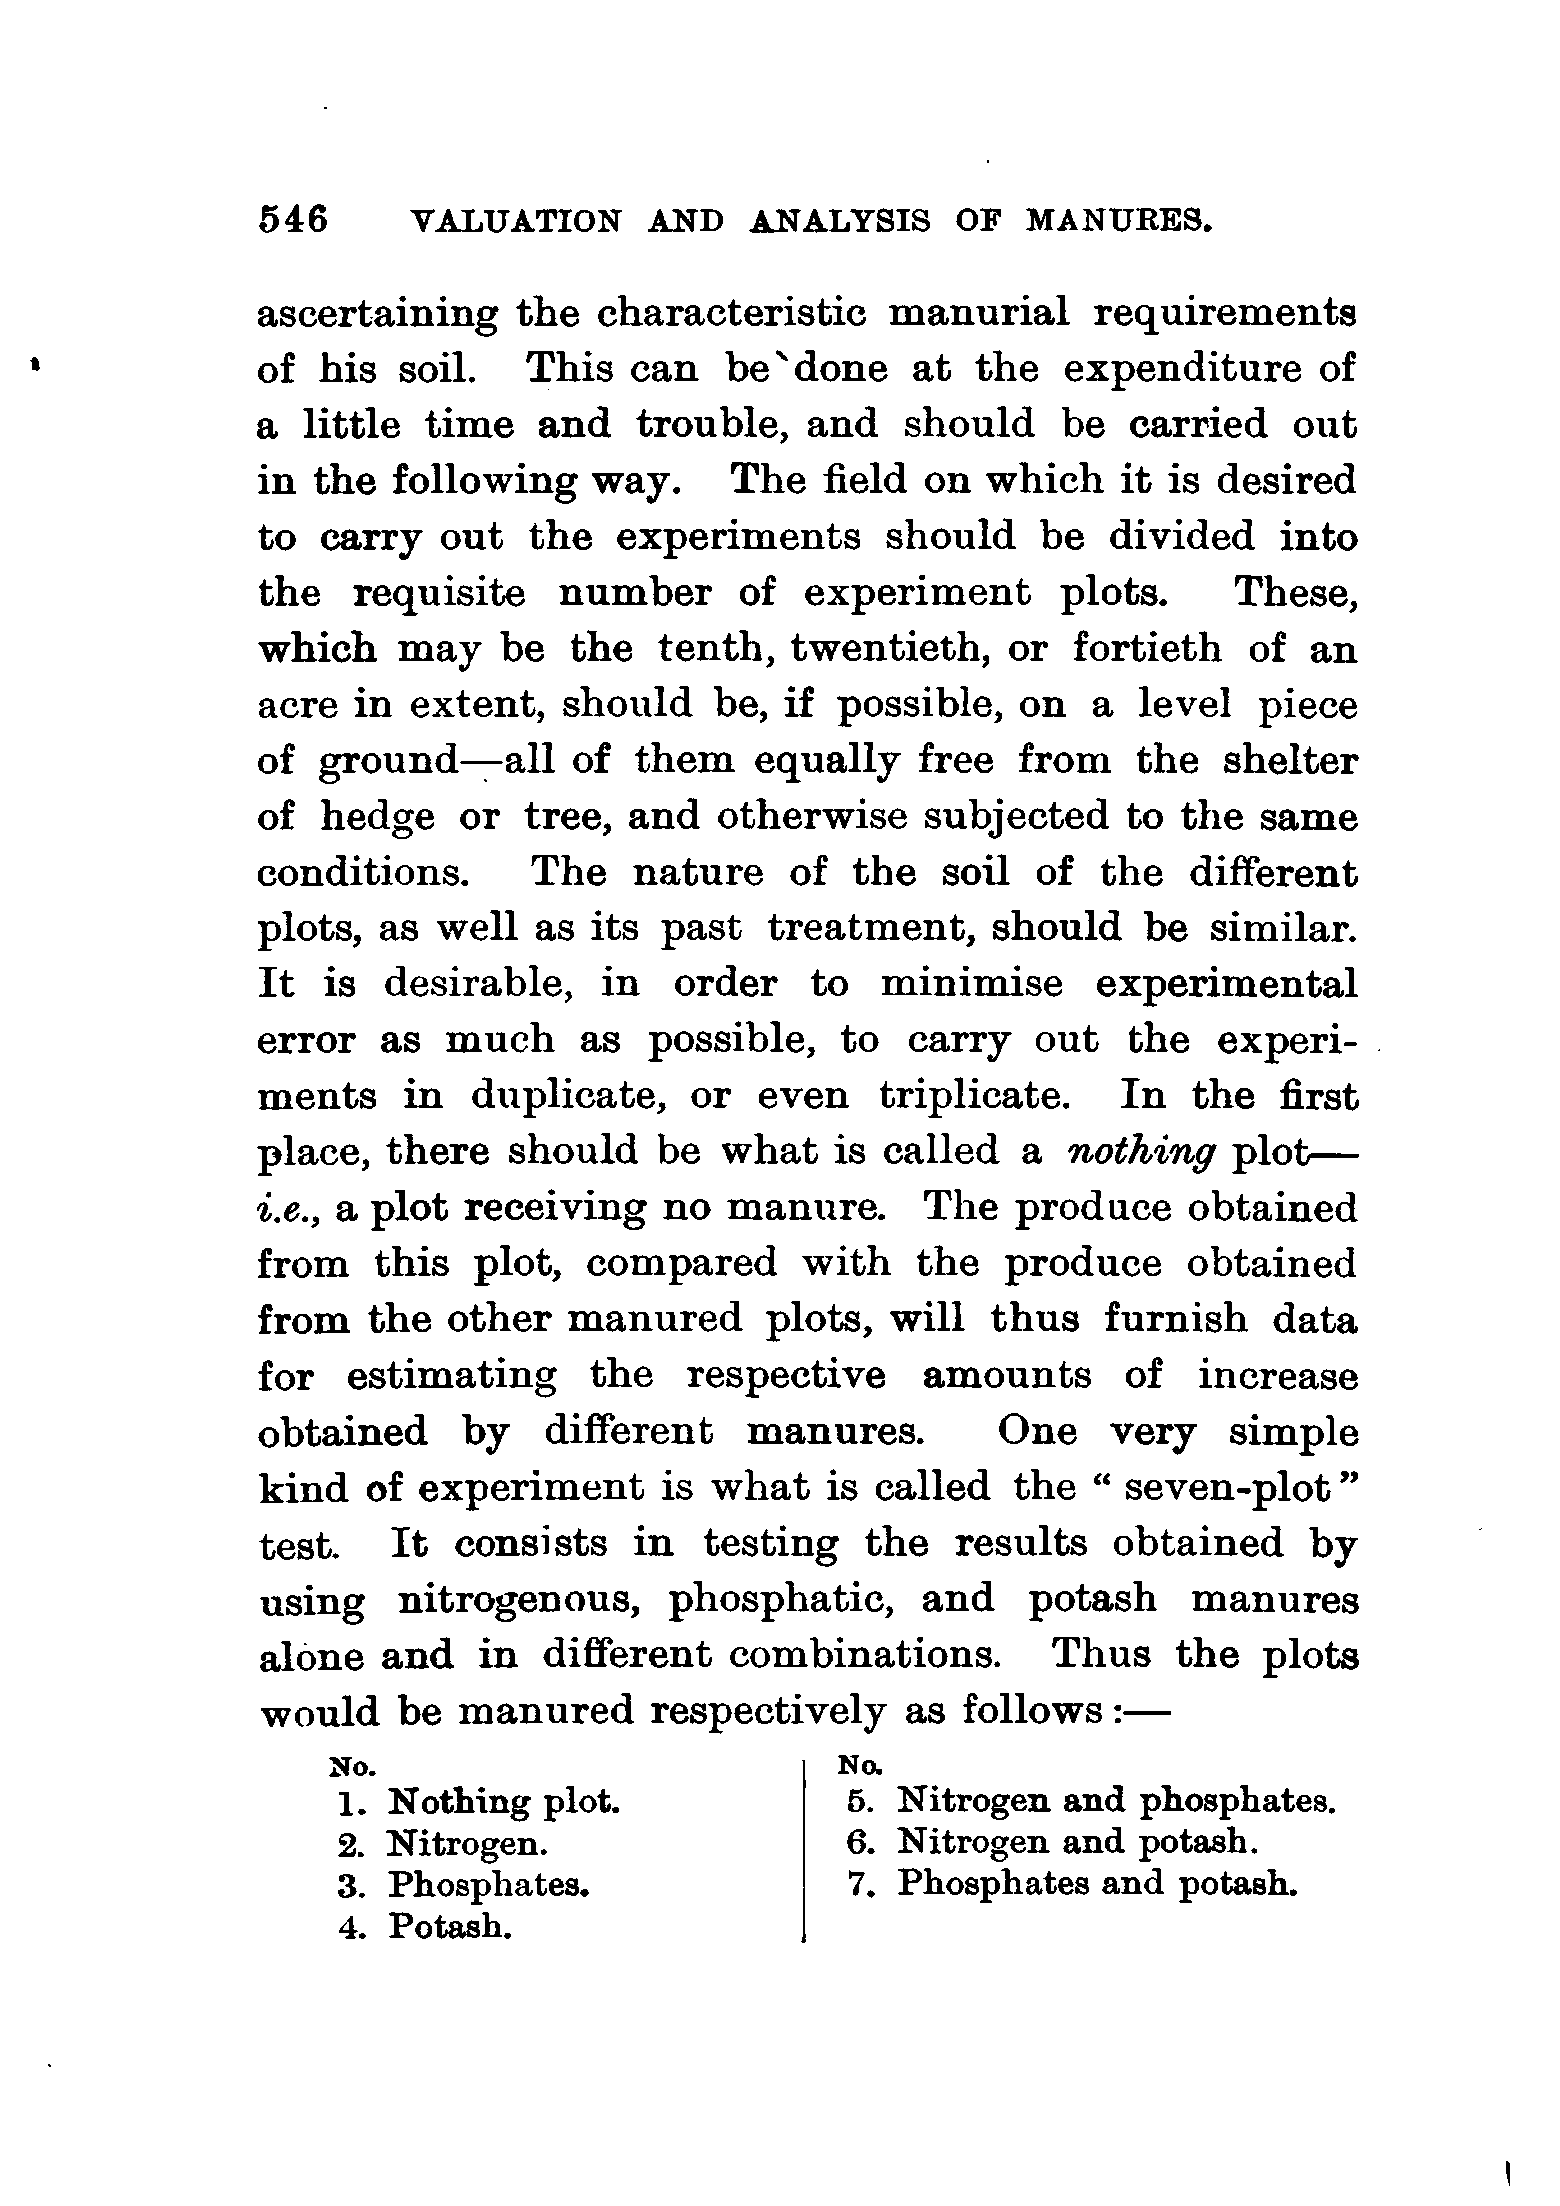 546 VALUATION AND ANALYSIS OF MANURES.
ascertaining the characteristic manurial requirements
of his soil. This can be done at the expenditure of
a little time and trouble, and should be carried out
in the following way. The field on which it is desired
to carry out the experiments should be divided into
the requisite number of experiment plots. These,
which may be the tenth, twentieth, or fortieth of an
acre in extent, should be, if possible, on a level piece
of ground—all of them equally free from the shelter
of hedge or tree, and otherwise subjected to the same
conditions. The nature of the soil of the different
plots, as well as its past treatment, should be similar.
It is desirable, in order to minimise experimental
error as much as possible, to carry out the experi-
ments in duplicate, or even triplicate. In the first
place, there should be what is called a nothing plot—
i.e., a plot receiving no manure. The produce obtained
from this plot, compared with the produce obtained
from the other manured plots, will thus furnish data
for estimating the respective amounts of increase
obtained by different manures. One very simple
kind of experiment is what is called the “seven-plot”
test. It consists in testing the results obtained by
using nitrogenous, phosphatic, and potash manures
alone and in different combinations. Thus the plots
would be manured respectively as follows:—
No.
1. Nothing plot.
2. Nitrogen.
3. Phosphates.
4. Potash.
No.
5. Nitrogen and phosphates.
6. Nitrogen and potash.
7. Phosphates and potash.